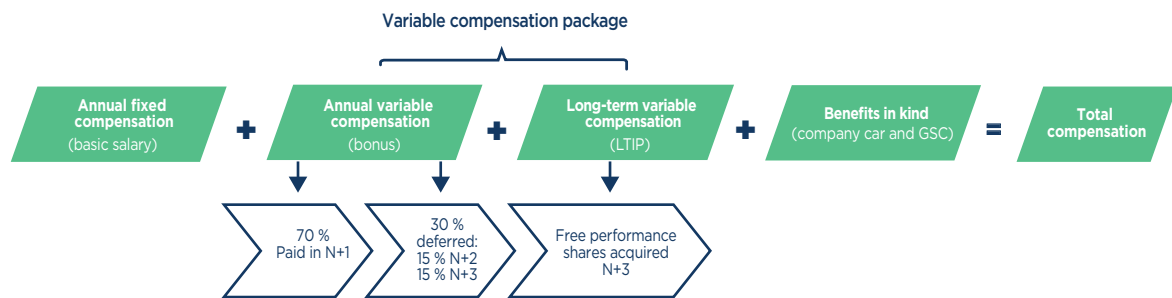 Variable compensation package
Annual fixed
compensation
(basic salary)
+
Annual variable
compensation
(bonus)
+
Long-term variable
compensation
(LTIP)
+
Benefits in kind
(company car and GSC)
=
Total
compensation
70 %
Paid in N+1
30 %
deferred:
15 % N+2
15 % N+3
Free performance
shares acquired
N+3